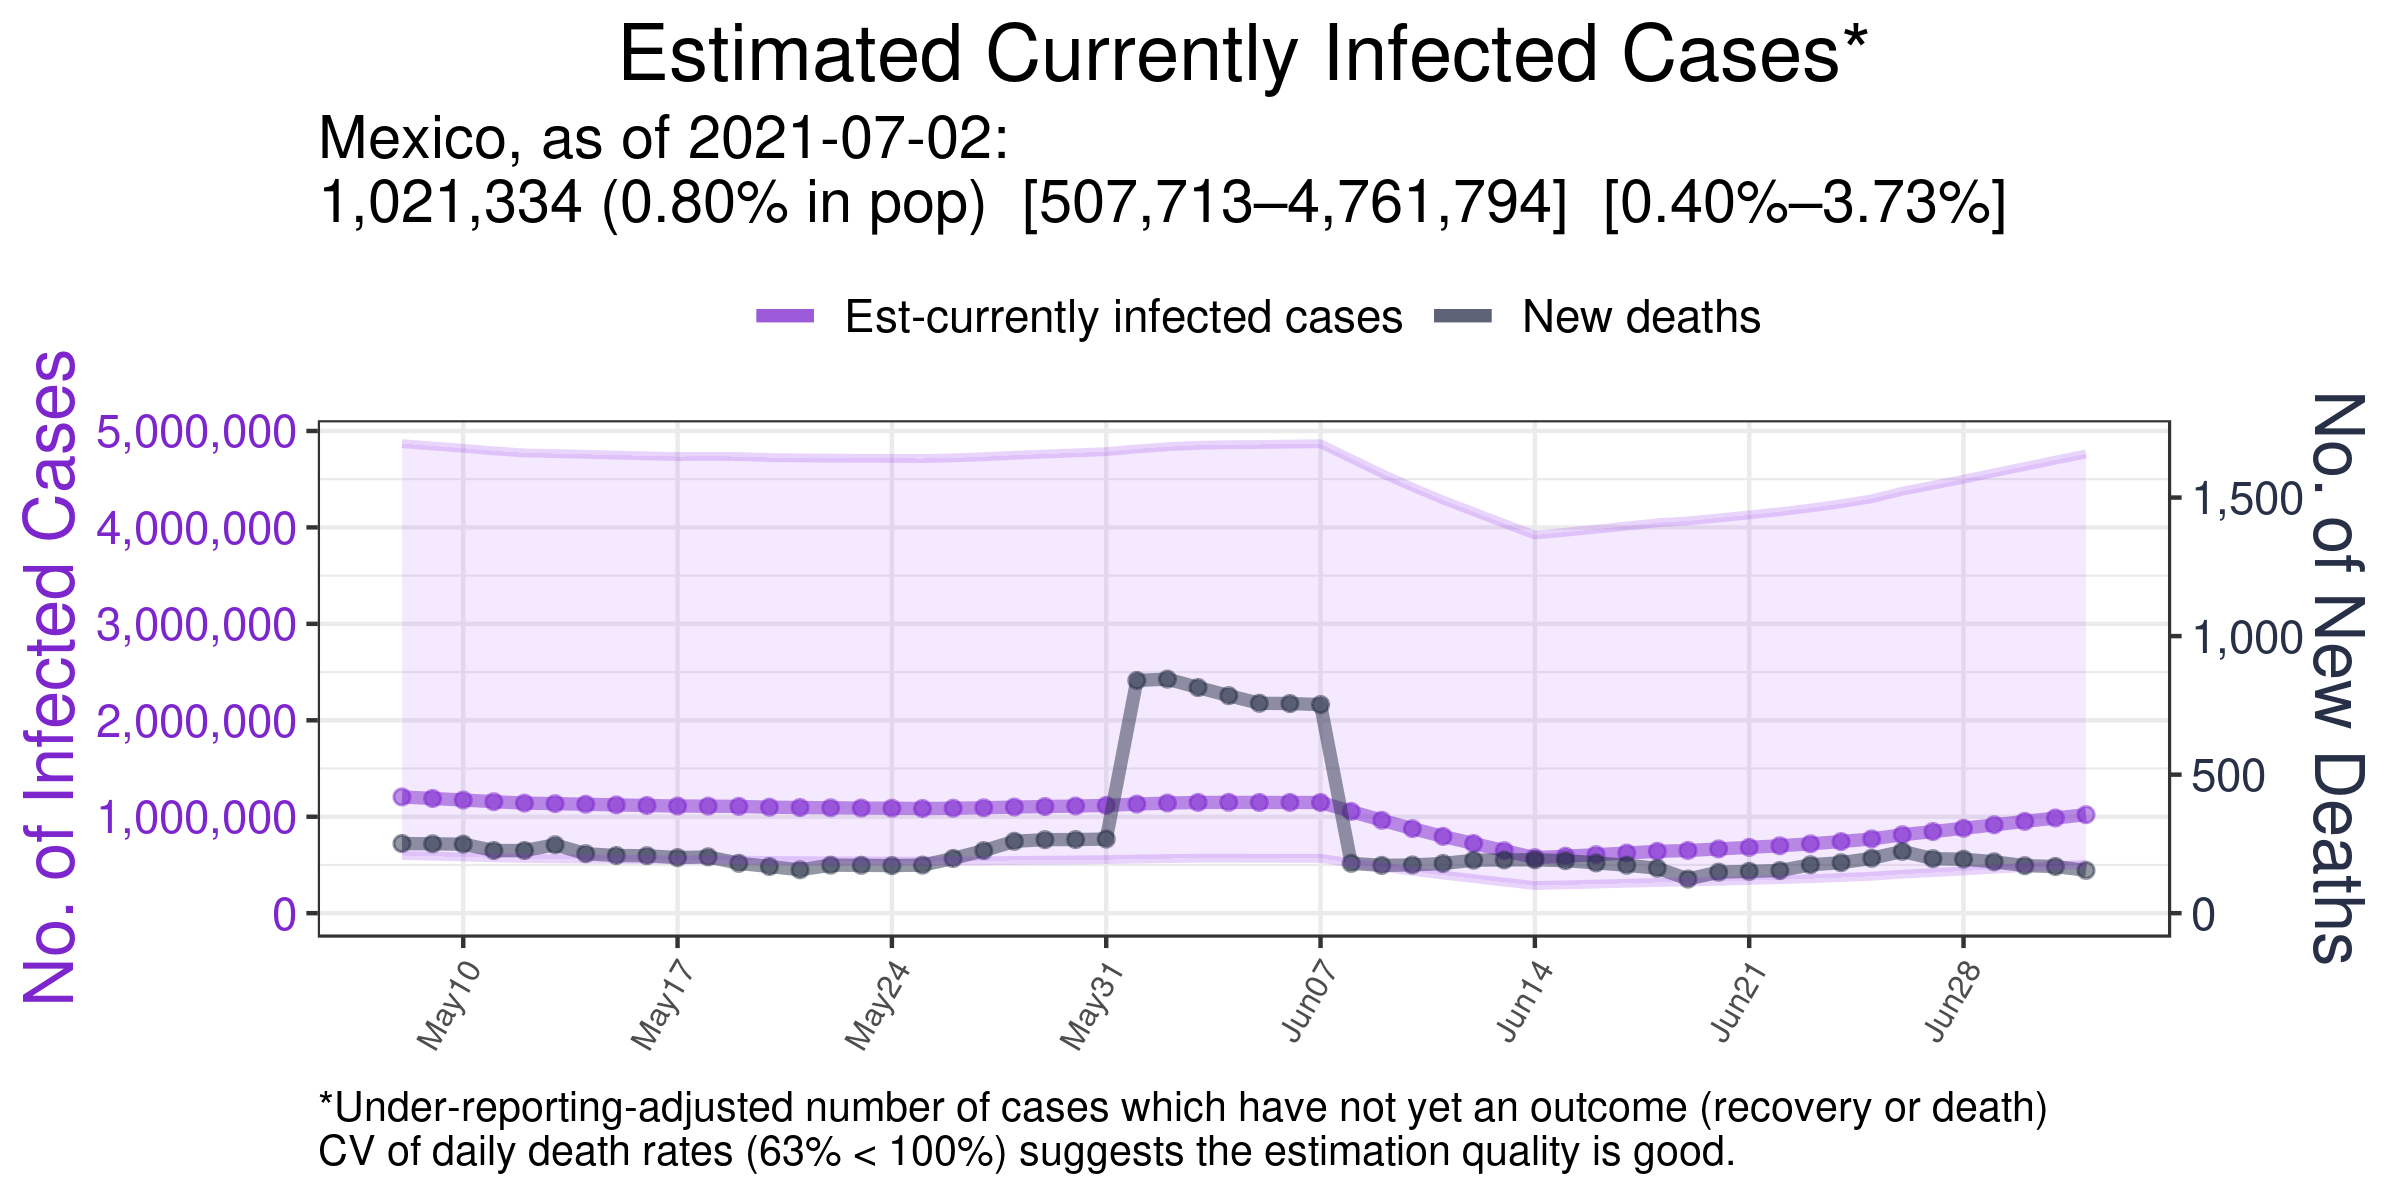 Estimated Currently Infected Cases*
Mexico, as of 2021-07-02:
1,021,334 (0.80% in pop)  [507,713–4,761,794]  [0.40%–3.73%]
Est-currently infected cases
New deaths
No. of Infected Cases
5,000,000
4,000,000
3,000,000
2,000,000
1,000,000
0
1,500
1,000
500
0
No. of New Deaths
May10
May17
May24
May31
Jun07
Jun14
Jun21
Jun28
*Under-reporting-adjusted number of cases which have not yet an outcome (recovery or death)
CV of daily death rates (63% < 100%) suggests the estimation quality is good.